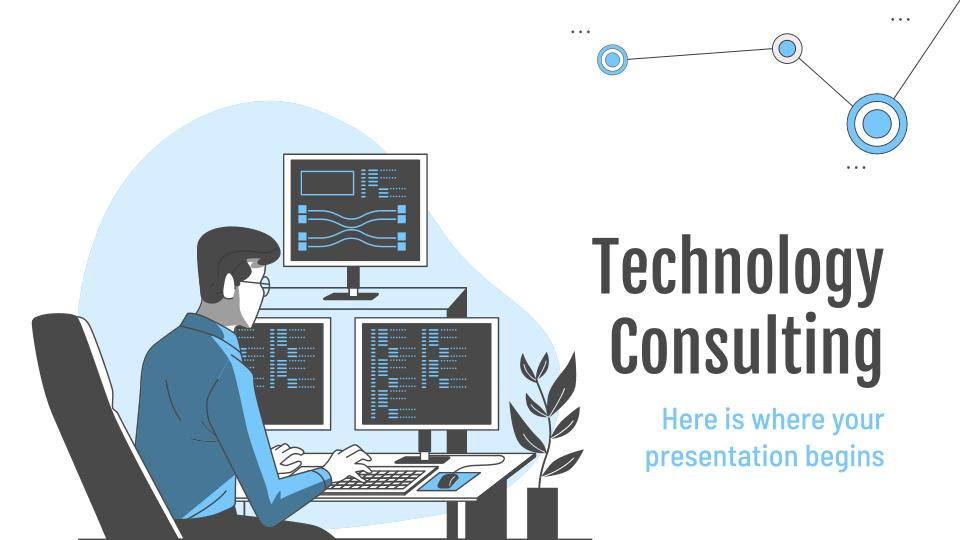 Technology
Consulting
Here is where your
presentation begins